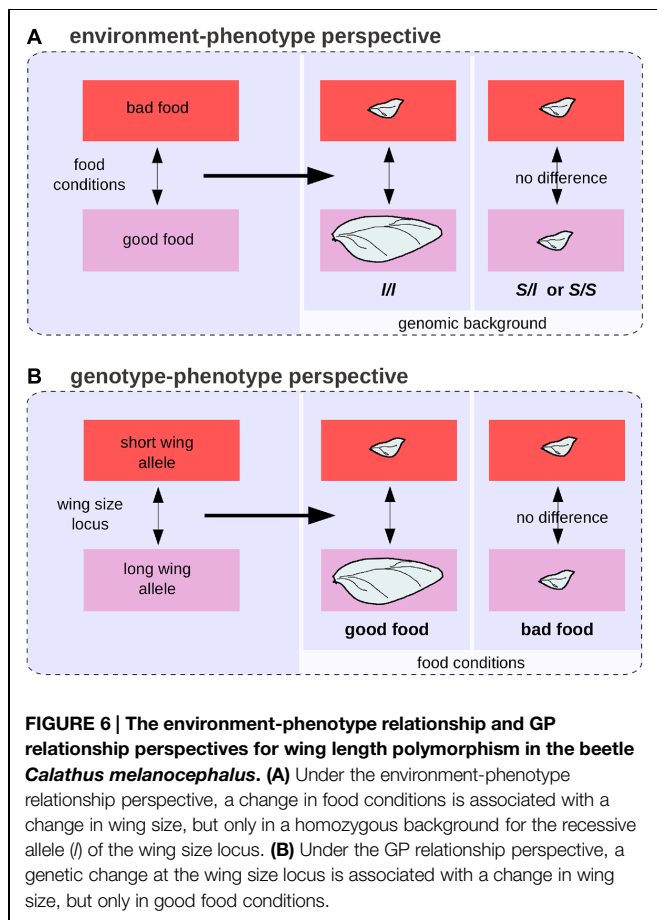 A environment-phenotype perspective
bad food
food
conditions
good food
no difference
l/l
S/l or S/S
genomic background
B genotype-phenotype perspective
short wing
allele
wing size
locus
long wing
allele
no difference
good food
bad food
food conditions
FIGURE 6 | The environment-phenotype relationship and GP
relationship perspectives for wing length polymorphism in the beetle
Calathus melanocephalus. (A) Under the environment-phenotype
relationship perspective, a change in food conditions is associated with a
change in wing size, but only in a homozygous background for the recessive
allele (l) of the wing size locus. (B) Under the GP relationship perspective, a
genetic change at the wing size locus is associated with a change in wing
size, but only in good food conditions.